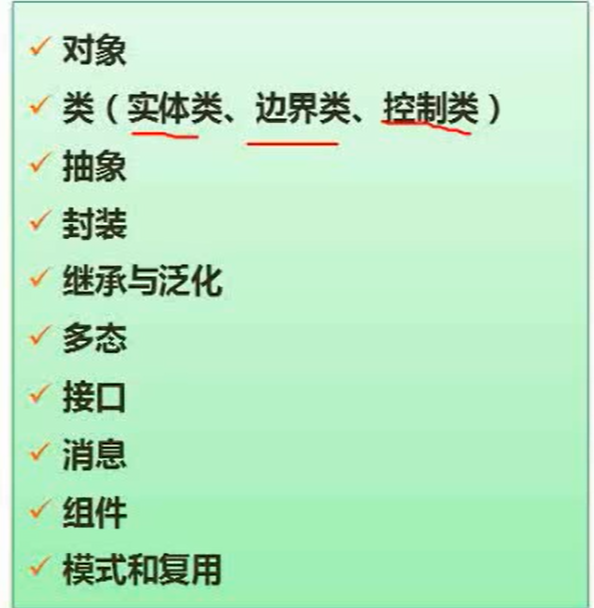 ✓ 对象
✓ 类（实体类、边界类、控制类）
✓ 抽象
✓ 封装
✓ 继承与泛化
✓ 多态
✓ 接口
✓ 消息
✓ 组件
✓ 模式和复用